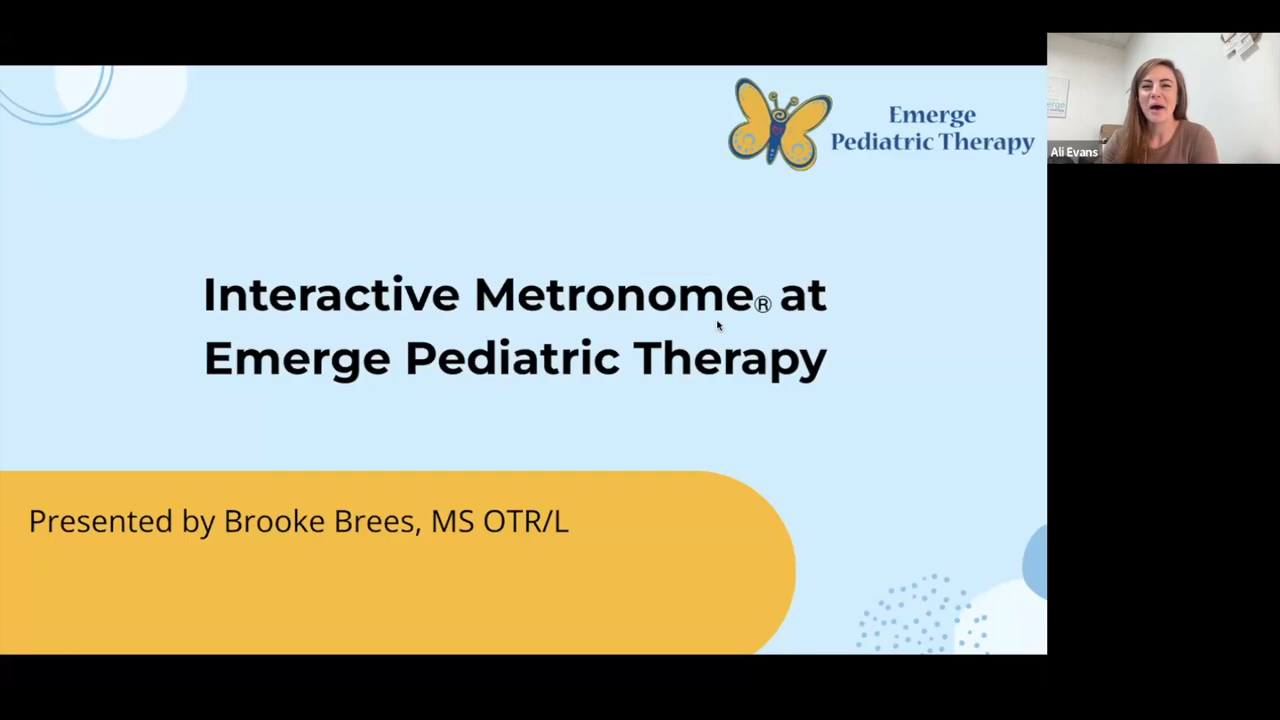 Emerge
Pediatric Therapy
Ali Evans
Interactive Metronome® at
Emerge Pediatric Therapy
Presented by Brooke Brees, MS OTR/L